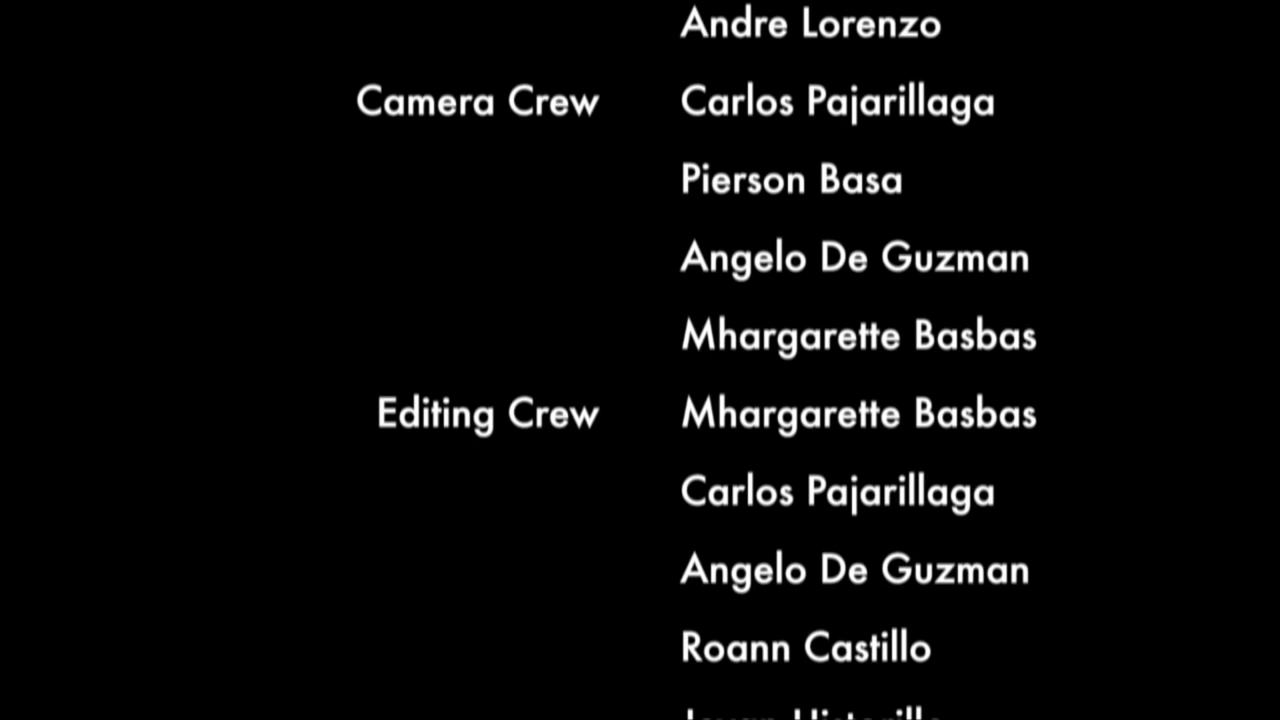 Andre Lorenzo
Camera Crew Carlos Pajarillaga
Pierson Basa
Angelo De Guzman
Mhargarette Basbas
Editing Crew Mhargarette Basbas
Carlos Pajarillaga
Angelo De Guzman
Roann Castillo